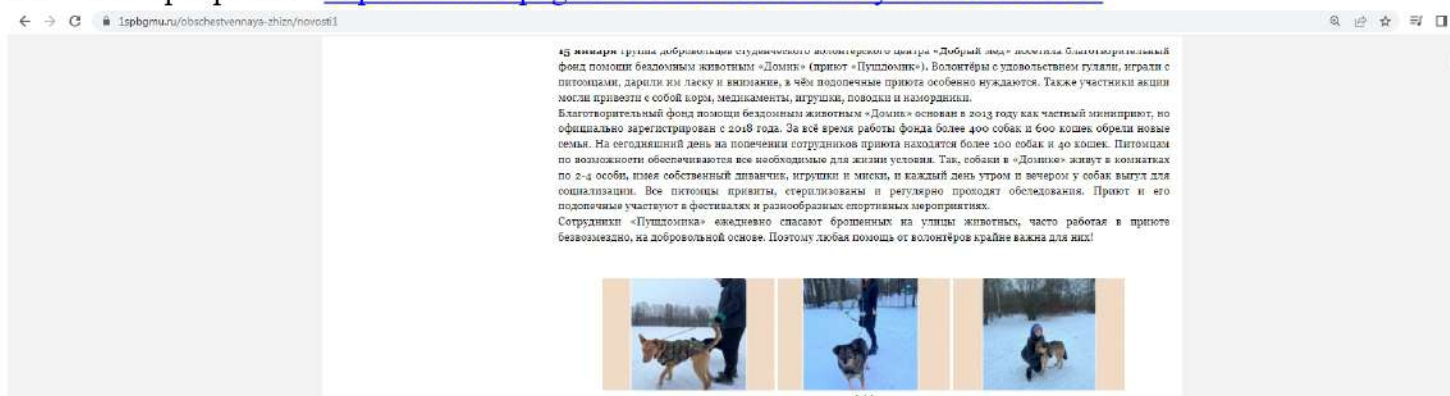 1spbgmu.ru/obschestvennaya-zhizn/novosti1
15 января группа добровольцев студенческого волонтёрского центра «Добрый мед» посетила благотворительный
фонд помощи бездомным животным «Домик» (приют «Пушдомик»). Волонтёры с удовольствием гуляли, играли с
питомцами, дарили им ласку и внимание, в чём подопечные приюта особенно нуждаются. Также участники акции
могли привезти с собой корм, медикаменты, игрушки, поводки и намордники.
Благотворительный фонд помощи бездомным животным «Домик» основан в 2013 году как частный миниприют, но
официально зарегистрирован с 2018 года. За всё время работы фонда более 400 собак и 600 кошек обрели новые
семьи. На сегодняшний день на попечении сотрудников приюта находятся более 100 собак и 40 кошек. Питомцам
по возможности обеспечиваются все необходимые для жизни условия. Так, собаки в «Домике» живут в комнатках
по 2-4 особи, имея собственный диванчик, игрушки и миски, и каждый день утром и вечером у собак выгул для
социализации. Все питомцы привиты, стерилизованы и регулярно проходят обследования. Приют и его
подопечные участвуют в фестивалях и разнообразных спортивных мероприятиях.
Сотрудники «Пушдомика» ежедневно спасают брошенных на улицы животных, часто работая в приюте
безвозмездно, на добровольной основе. Поэтому любая помощь от волонтёров крайне важна для них!